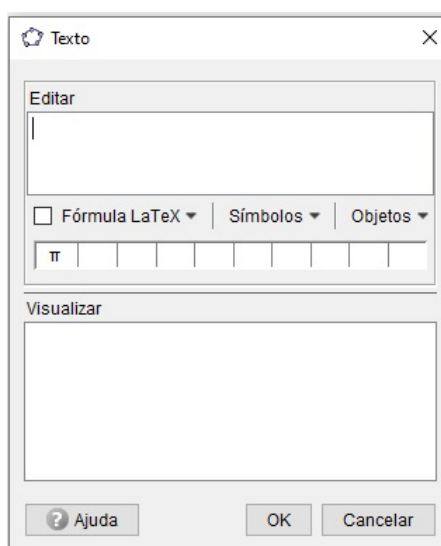 Texto
Editar
Fórmula LaTeX Símbolos Objetos
π
Visualizar
Ajuda OK Cancelar